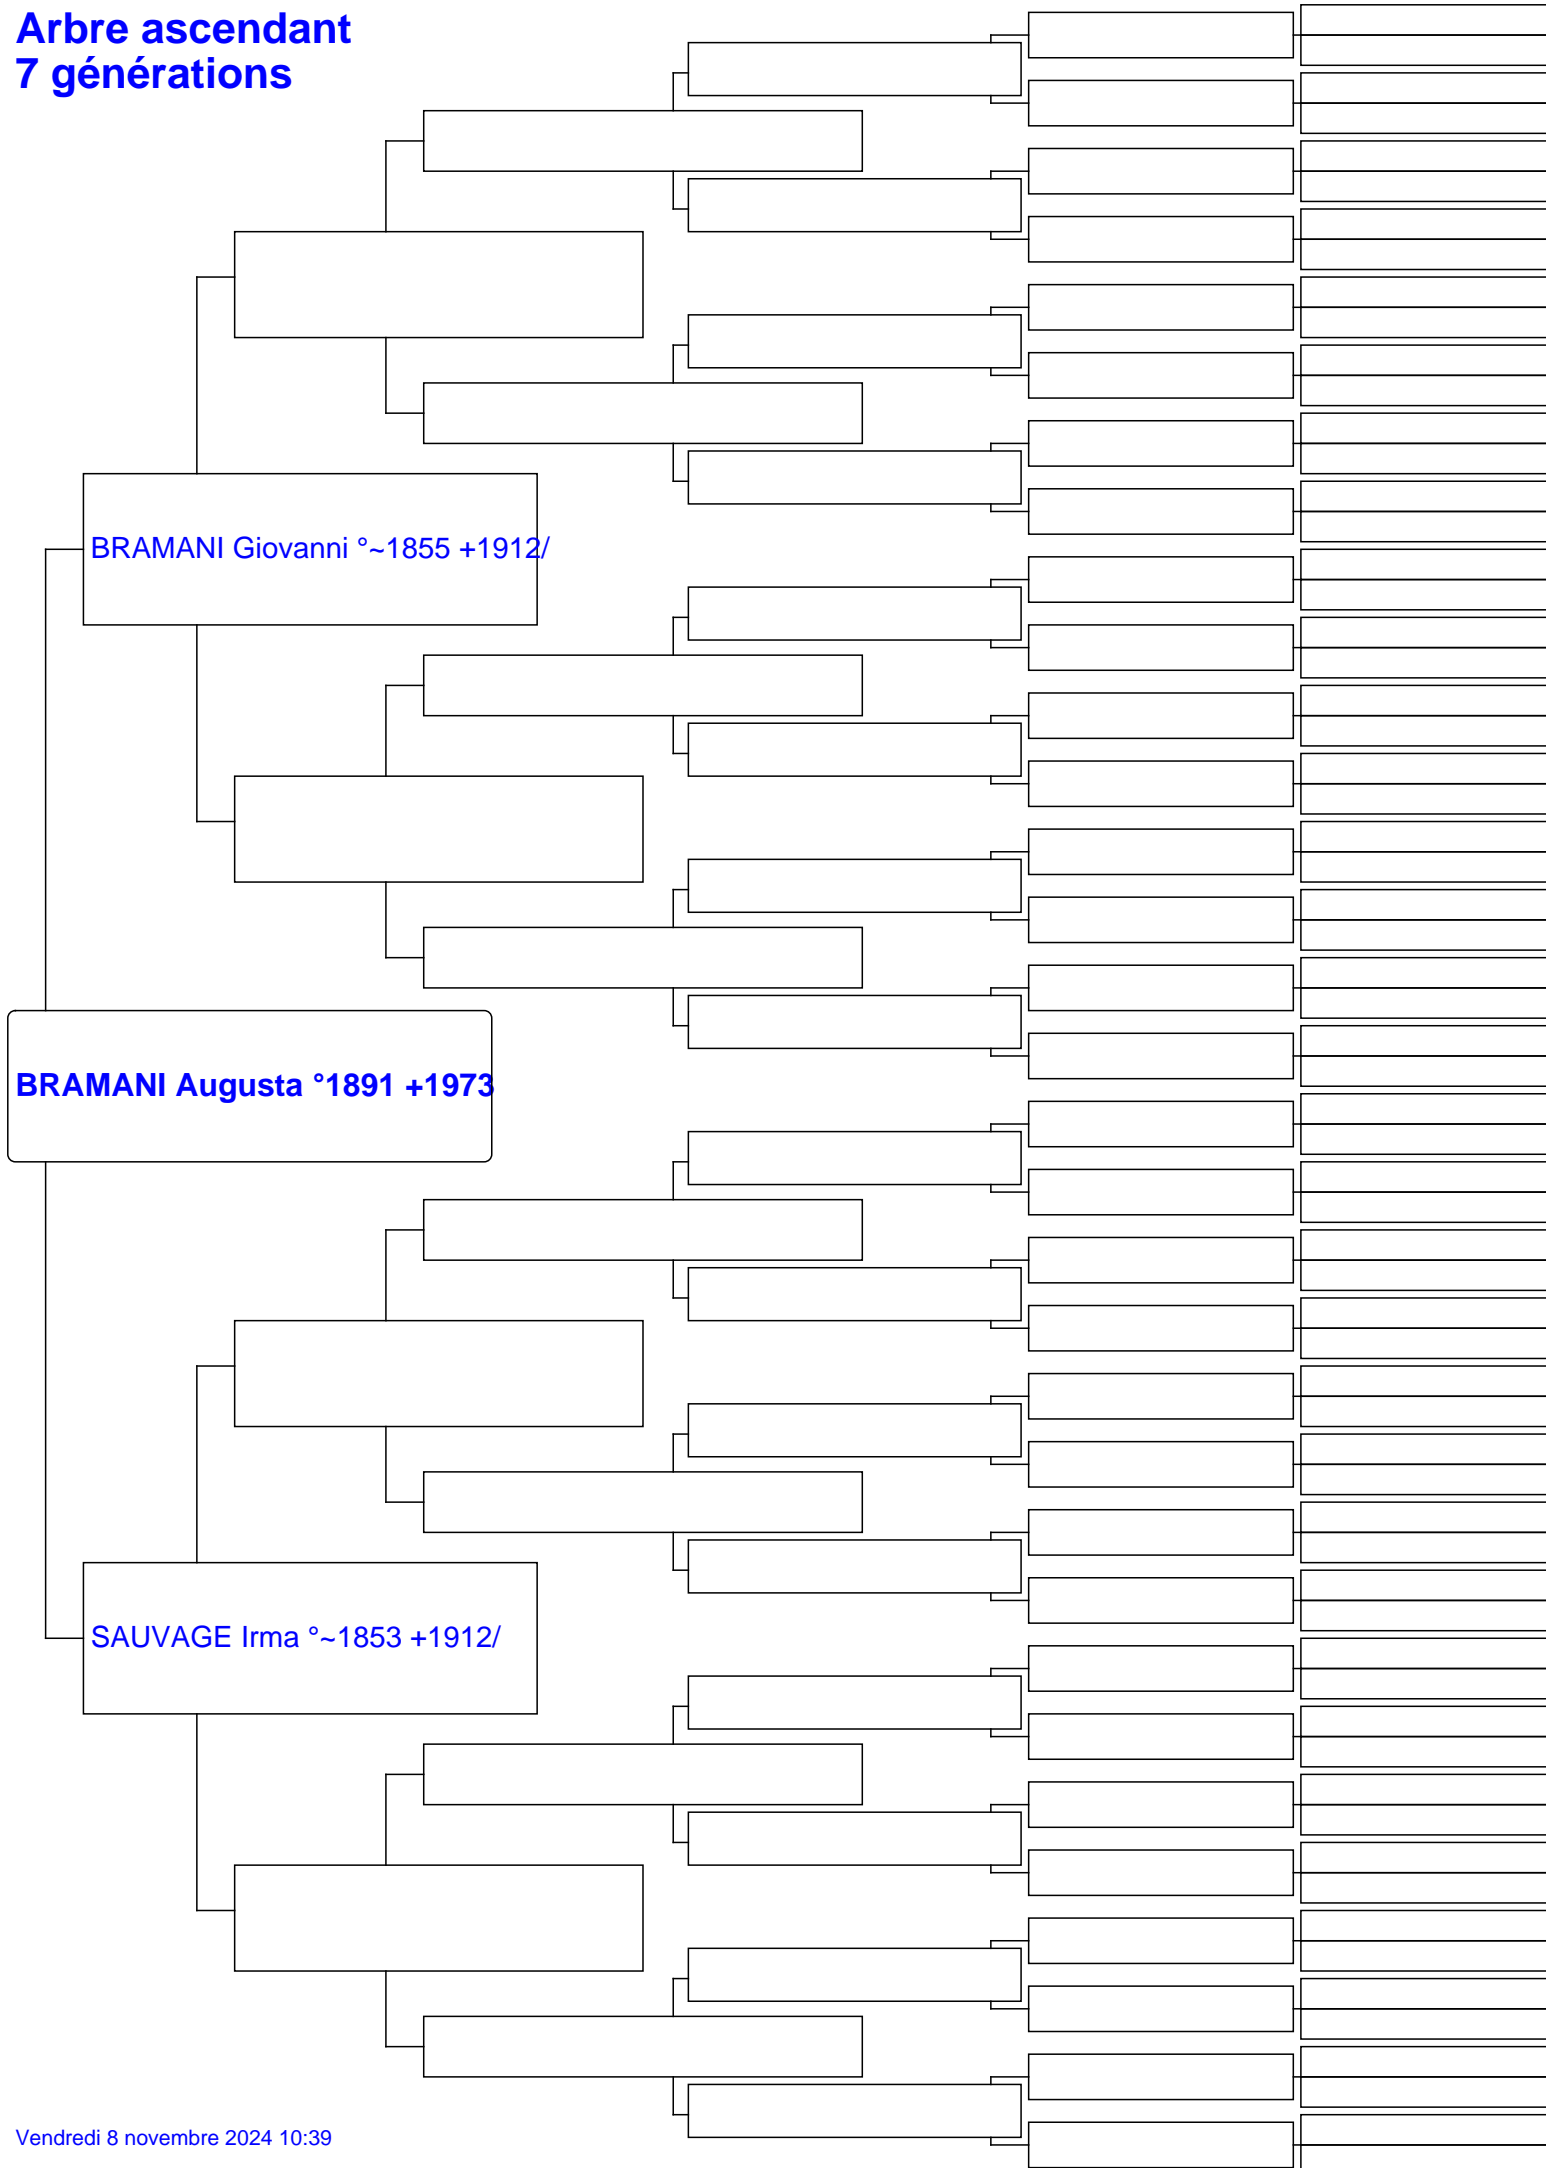 Arbre ascendant
7 générations
BRAMANI Giovanni °~1855 +1912/
BRAMANI Augusta °1891 +1973
SAUVAGE Irma °~1853 +1912/
Vendredi 8 novembre 2024 10:39